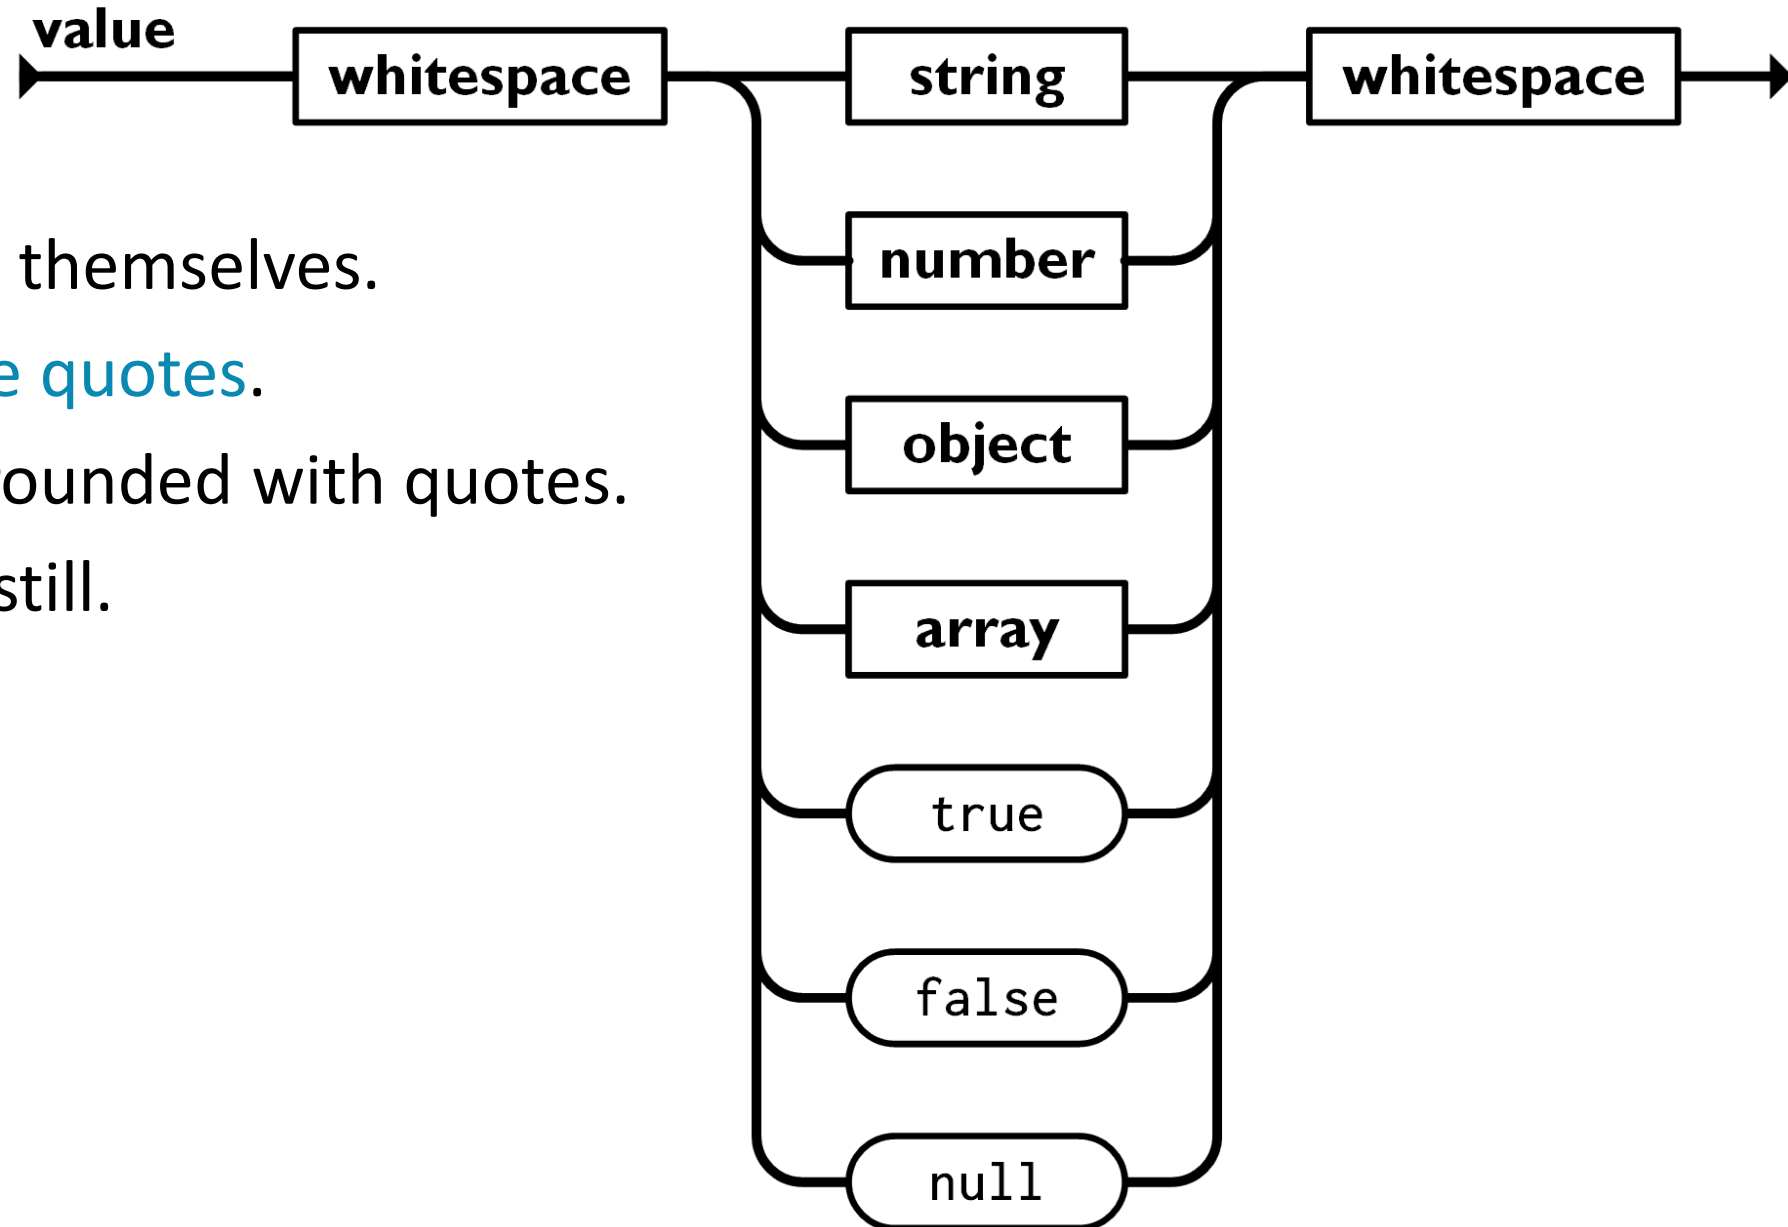 value
whitespace string whitespace
number
themselves.
e quotes.
object
ounded with quotes.
still.
array
true
false
null